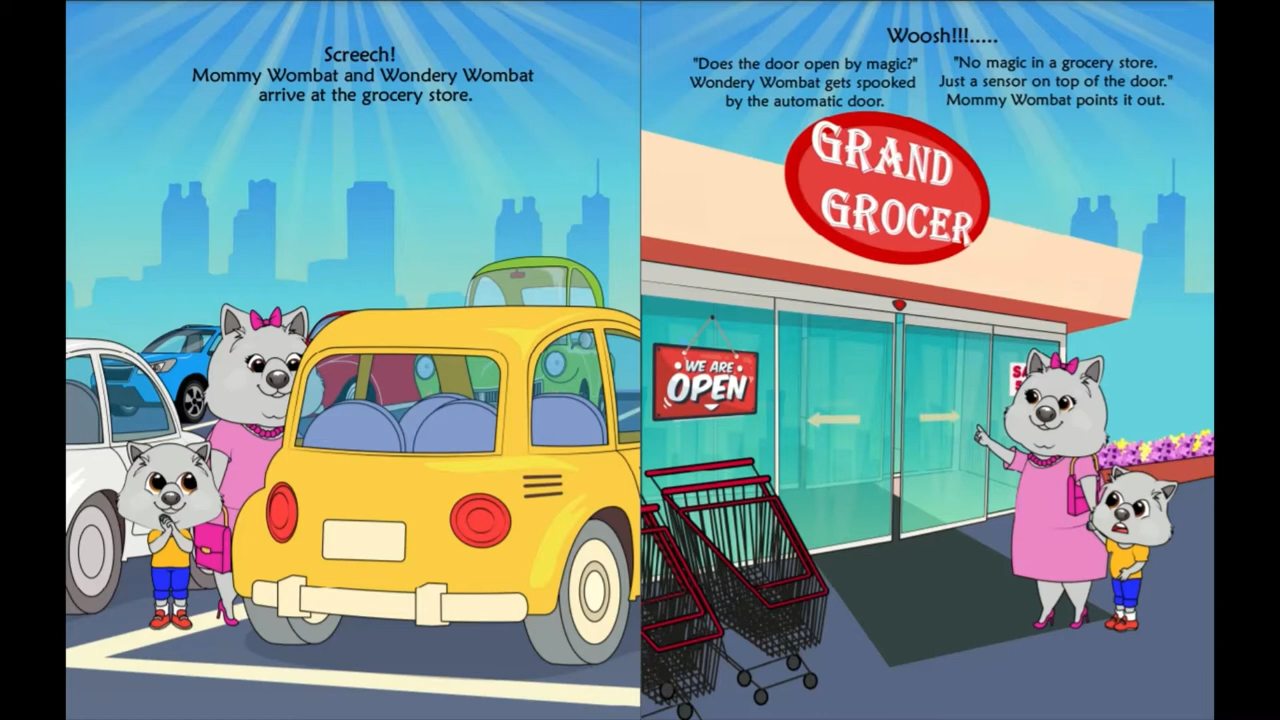 Screech!
Mommy Wombat and Wondery Wombat
arrive at the grocery store.
Woosh!!!.....
"Does the door open by magic?"
Wondery Wombat gets spooked
by the automatic door.
"No magic in a grocery store.
Just a sensor on top of the door."
Mommy Wombat points it out.
GRAND
GROCER
WE ARE
OPEN